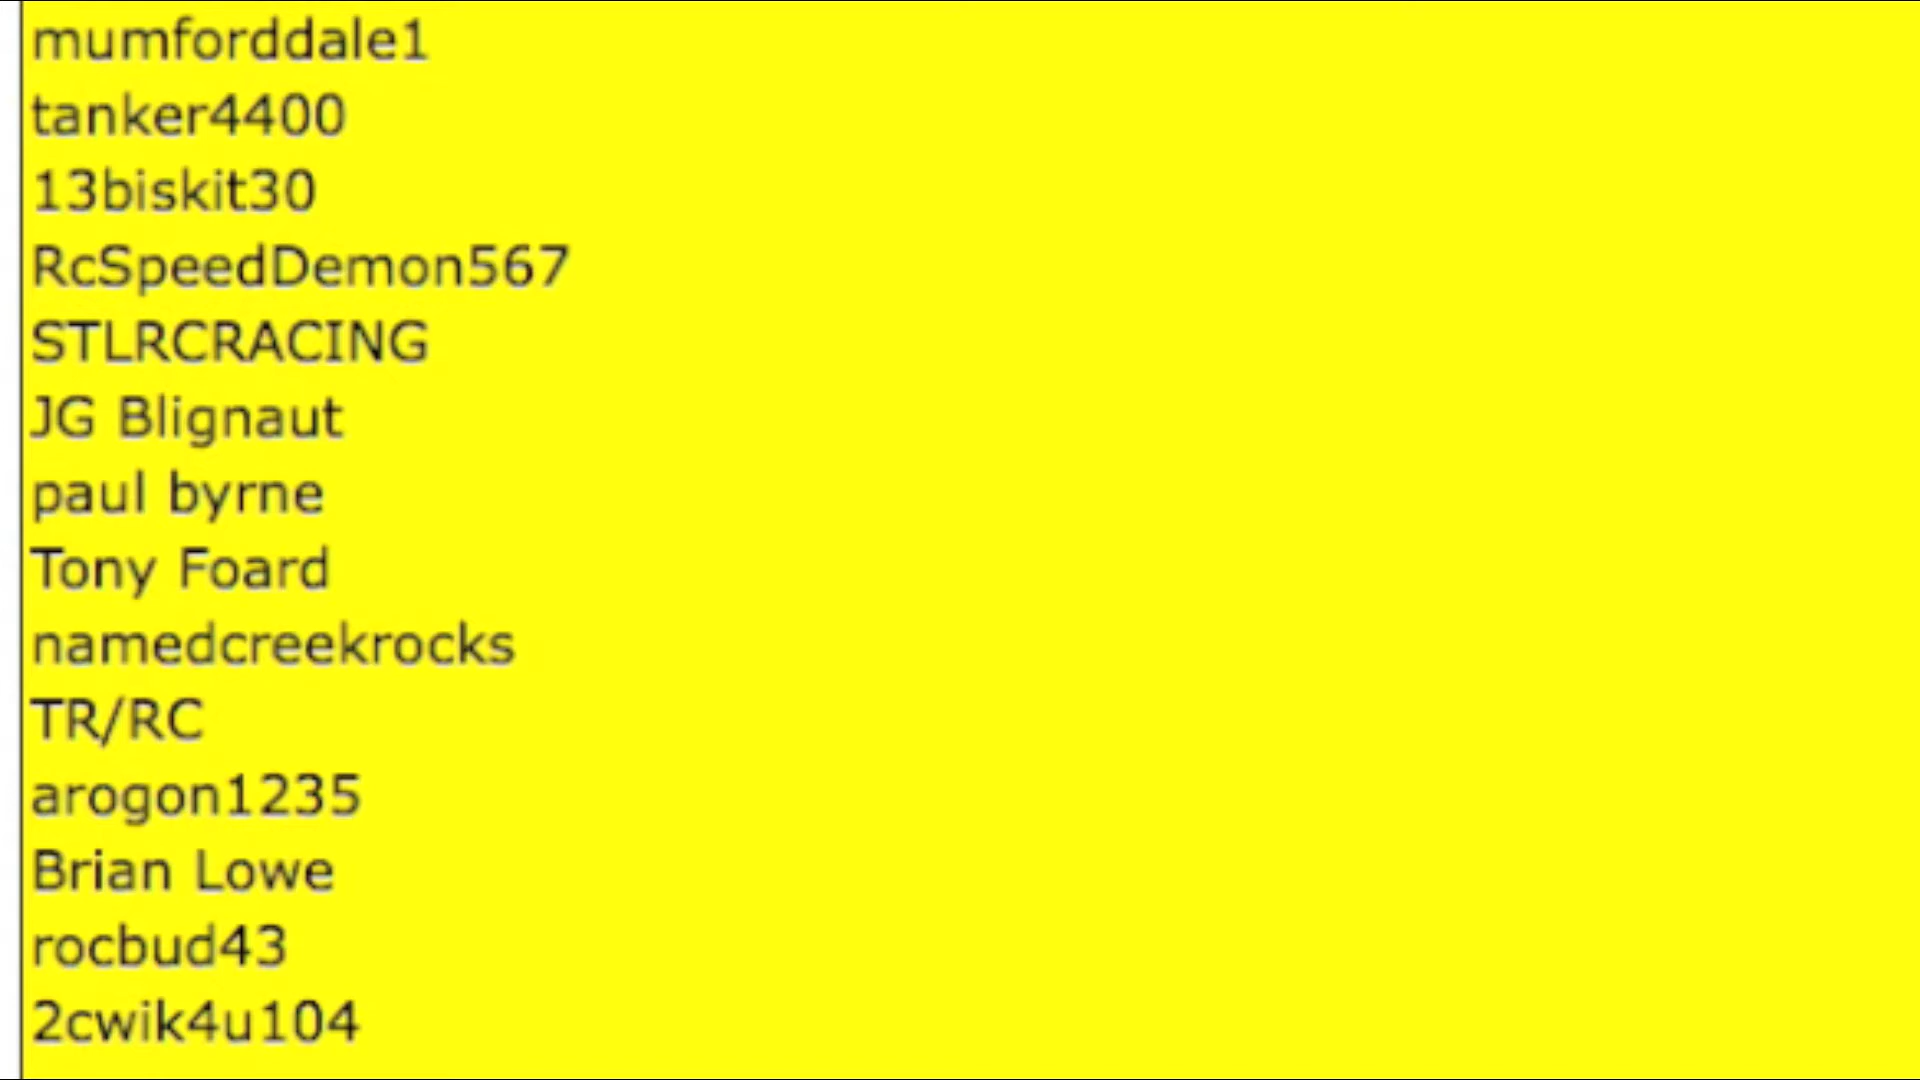 mumforddale1
tanker4400
13biskit30
RcSpeedDemon567
STLRCRACING
JG Blignaut
paul byrne
Tony Foard
namedcreekrocks
TR/RC
arogon1235
Brian Lowe
rocbud43
2cwik4u104